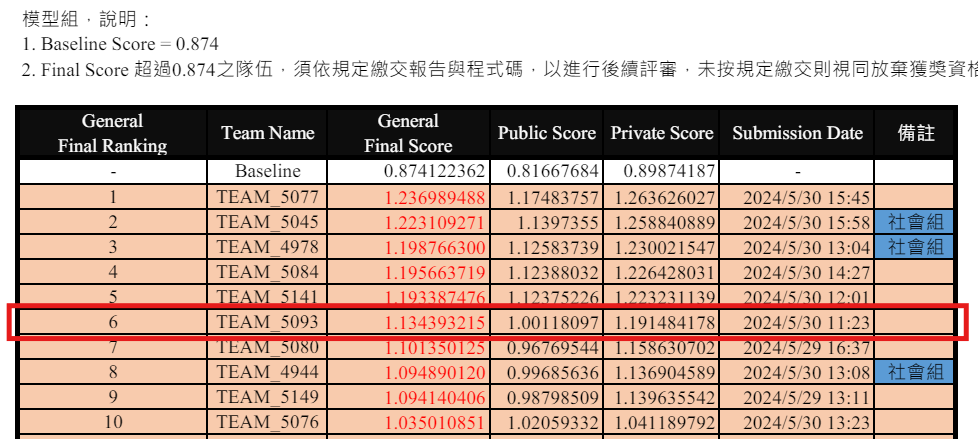 模型組，說明：
1. Baseline Score = 0.874
2. Final Score 超過0.874之隊伍，須依規定繳交報告與程式碼，以進行後續評審，未按規定繳交則視同放棄獲獎資格
General Final Ranking Team Name General Final Score Public Score Private Score Submission Date 備註
- Baseline 0.874122362 0.81667684 0.89874187 -
1 TEAM_5077 1.236989488 1.17483757 1.263626027 2024/5/30 15:45
2 TEAM_5045 1.223109271 1.1397355 1.258840889 2024/5/30 15:58 社會組
3 TEAM_4978 1.198766300 1.12583739 1.230021547 2024/5/30 13:04 社會組
4 TEAM_5084 1.195663719 1.12388032 1.226428031 2024/5/30 14:27
5 TEAM_5141 1.193387476 1.12375226 1.223231139 2024/5/30 12:01
6 TEAM_5093 1.134393215 1.00118097 1.191484178 2024/5/30 11:23
7 TEAM_5080 1.101350125 0.96769544 1.158630702 2024/5/29 16:37
8 TEAM_4944 1.094890120 0.99685636 1.136904589 2024/5/30 13:08 社會組
9 TEAM_5149 1.094140406 0.98798509 1.139635542 2024/5/29 13:11
10 TEAM_5076 1.035010851 1.02059332 1.041189792 2024/5/30 13:23